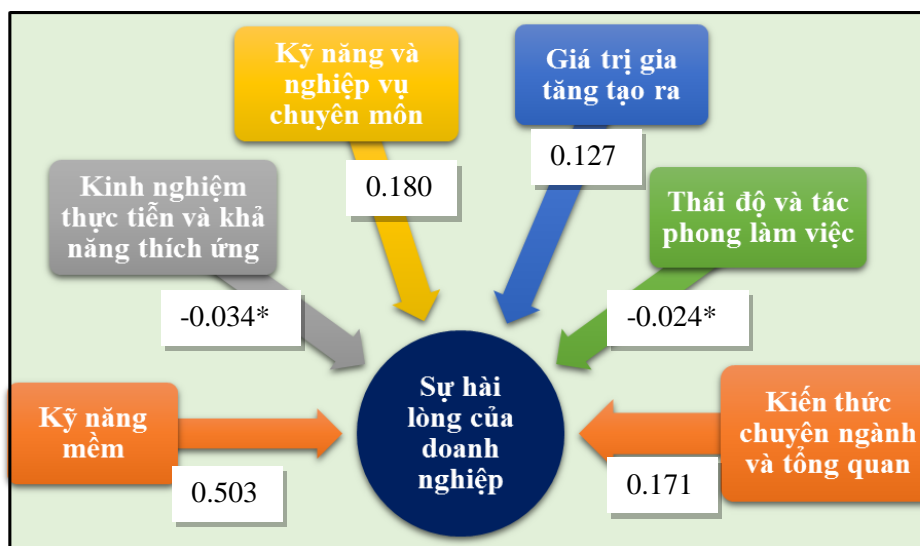 Kỹ năng và
nghiệp vụ
chuyên môn
0.180
Giá trị gia
tăng tạo ra
0.127
Kinh nghiệm
thực tiễn và khả
năng thích ứng
-0.034*
Thái độ và tác
phong làm việc
-0.024*
Kỹ năng
mềm
0.503
Sự hài
lòng của
doanh
nghiệp
Kiến thức
chuyên ngành
và tổng quan
0.171